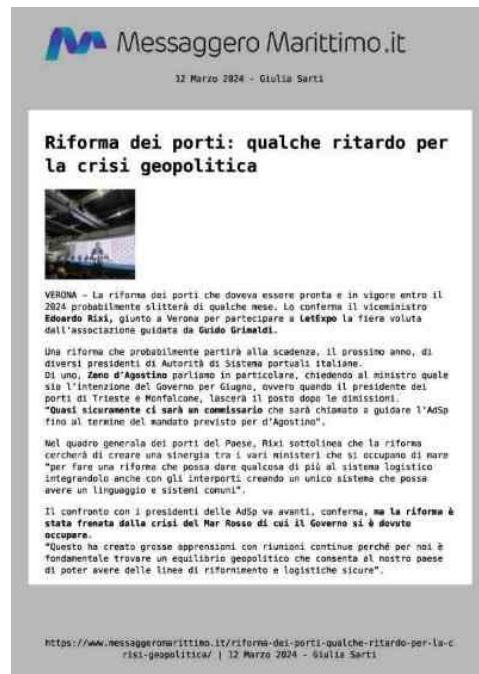 Messaggero Marittimo.it
12 Marzo 2024 - Giulia Sarti
Riforma dei porti: qualche ritardo per
la crisi geopolitica
VERONA – La riforma dei porti che doveva essere pronta e in vigore entro il
2024 probabilmente slitterà di qualche mese. Lo conferma il viceministro
Edoardo Rixi, giunto a Verona per partecipare a LetExpo la fiera voluta
dall'associazione guidata da Guido Grimaldi.
Una riforma che probabilmente partirà alla scadenza, il prossimo anno, di
diversi presidenti di Autorità di Sistema portuali italiane.
Di uno, Zeno d'Agostino parliamo in particolare, chiedendo al ministro quale
sia l'intenzione del Governo per Giugno, ovvero quando il presidente dei
porti di Trieste e Monfalcone, lascerà il posto dopo le dimissioni.
"Quasi sicuramente ci sarà un commissario che sarà chiamato a guidare l'AdSp
fino al termine del mandato previsto per d'Agostino".
Nel quadro generala dei porti del Paese, Rixi sottolinea che la riforma
cercherà di creare una sinergia tra i vari ministeri che si occupano di mare
"per fare una riforma che possa dare qualcosa di più al sistema logistico
integrandolo anche con gli interporti creando un unico sistema che possa
avere un linguaggio e sistemi comuni".
Il confronto con i presidenti delle AdSp va avanti, conferma, ma la riforma è
stata frenata dalla crisi del Mar Rosso di cui il Governo si è dovuto
occupare.
"Questo ha creato grosse apprensioni con riunioni continue perché per noi è
fondamentale trovare un equilibrio geopolitico che consenta al nostro paese
di poter avere delle linee di rifornimento e logistiche sicure".
https://www.messaggeromarittimo.it/riforma-dei-porti-qualche-ritardo-per-la-c
risi-geopolitica/ | 12 Marzo 2024 - Giulia Sarti